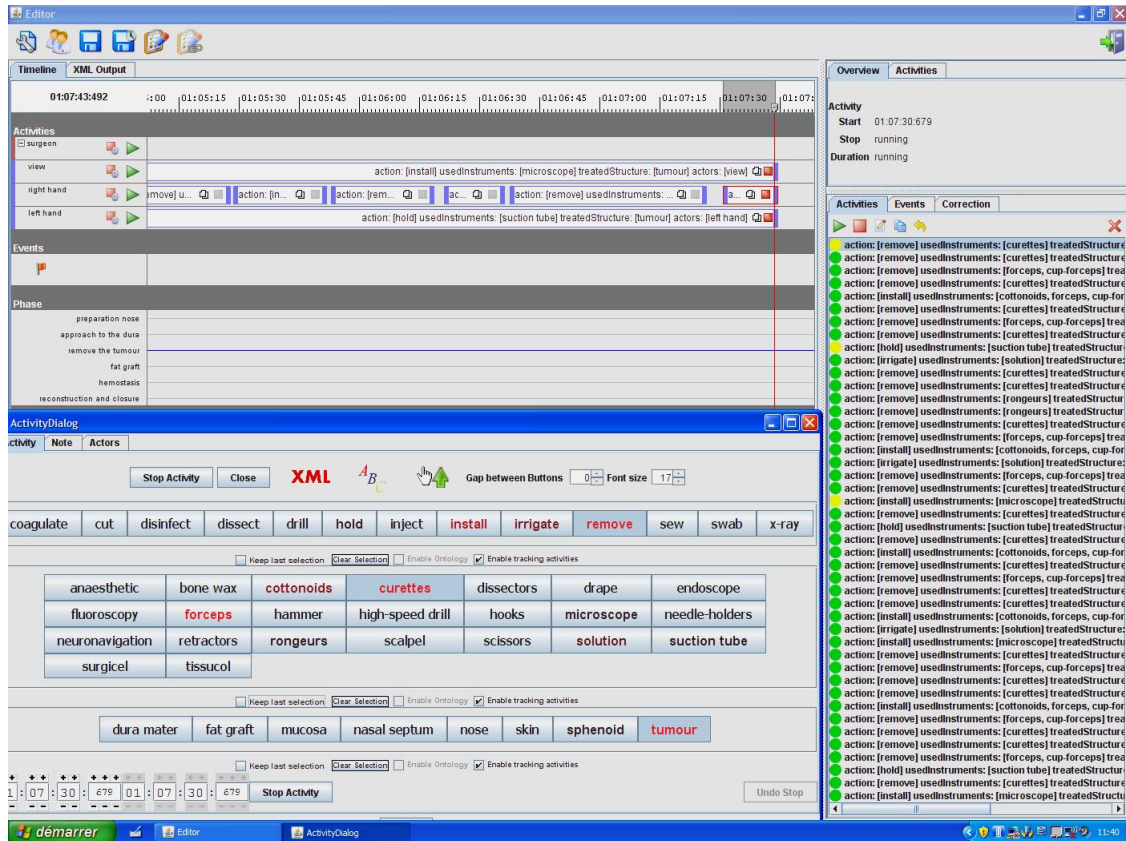 Editor
Timeline XML Output
01:07:43:492
:00 01:05:15 01:05:30 01:05:45 01:06:00 01:06:15 01:06:30 01:06:45 01:07:00 01:07:15 01:07:30 01:07:
Activities
surgeon
view
action: [install] usedInstruments: [microscope] treatedStructure: [tumour] actors: [view]
right hand
move] u... action: [in... action: [rem... ac... action: [remove] usedInstruments: ... a...
left hand
action: [hold] usedInstruments: [suction tube] treatedStructure: [tumour] actors: [left hand]
Events
Phase
preparation nose
approach to the dura
remove the tumour
fat graft
hemostasis
reconstruction and closure
Overview Activities
Activity
Start 01:07:30:679
Stop running
Duration running
Activities Events Correction
action: [remove] usedInstruments: [curettes] treatedStructure
action: [remove] usedInstruments: [curettes] treatedStructure
action: [remove] usedInstruments: [forceps, cup-forceps] trea
action: [remove] usedInstruments: [curettes] treatedStructure
action: [install] usedInstruments: [cottonoids, forceps, cup-for
action: [remove] usedInstruments: [curettes] treatedStructure
action: [remove] usedInstruments: [forceps, cup-forceps] trea
action: [remove] usedInstruments: [curettes] treatedStructure
action: [hold] usedInstruments: [suction tube] treatedStructur
action: [irrigate] usedInstruments: [solution] treatedStructure:
action: [remove] usedInstruments: [curettes] treatedStructure
action: [remove] usedInstruments: [curettes] treatedStructure
action: [remove] usedInstruments: [rongeurs] treatedStructur
action: [remove] usedInstruments: [rongeurs] treatedStructur
action: [remove] usedInstruments: [curettes] treatedStructure
action: [remove] usedInstruments: [forceps, cup-forceps] trea
action: [install] usedInstruments: [cottonoids, forceps, cup-for
action: [irrigate] usedInstruments: [solution] treatedStructure:
action: [remove] usedInstruments: [forceps, cup-forceps] trea
action: [remove] usedInstruments: [curettes] treatedStructure
action: [install] usedInstruments: [microscope] treatedStructu
action: [remove] usedInstruments: [curettes] treatedStructure
action: [hold] usedInstruments: [suction tube] treatedStructur
action: [remove] usedInstruments: [curettes] treatedStructure
action: [install] usedInstruments: [cottonoids, forceps, cup-for
action: [remove] usedInstruments: [curettes] treatedStructure
action: [remove] usedInstruments: [forceps, cup-forceps] trea
action: [remove] usedInstruments: [curettes] treatedStructure
action: [remove] usedInstruments: [curettes] treatedStructure
action: [install] usedInstruments: [cottonoids, forceps, cup-for
action: [irrigate] usedInstruments: [solution] treatedStructure:
action: [install] usedInstruments: [microscope] treatedStructu
action: [remove] usedInstruments: [curettes] treatedStructure
action: [remove] usedInstruments: [forceps, cup-forceps] trea
action: [remove] usedInstruments: [curettes] treatedStructure
action: [remove] usedInstruments: [curettes] treatedStructure
action: [install] usedInstruments: [cottonoids, forceps, cup-for
action: [remove] usedInstruments: [forceps, cup-forceps] trea
action: [remove] usedInstruments: [curettes] treatedStructure
action: [remove] usedInstruments: [curettes] treatedStructure
action: [remove] usedInstruments: [forceps, cup-forceps] trea
action: [hold] usedInstruments: [suction tube] treatedStructur
action: [remove] usedInstruments: [curettes] treatedStructure
action: [install] usedInstruments: [microscope] treatedStructu
ActivityDialog
ctivity Note Actors
Stop Activity Close XML ABC Gap between Buttons 0 Font size 17
coagulate cut disinfect dissect drill hold inject install irrigate remove sew swab x-ray
Keep last selection Clear Selection Enable Ontology Enable tracking activities
anaesthetic bone wax cottonoids curettes dissectors drape endoscope
fluoroscopy forceps hammer high-speed drill hooks microscope needle-holders
neuronavigation retractors rongeurs scalpel scissors solution suction tube
surgicel tissucol
Keep last selection Clear Selection Enable Ontology Enable tracking activities
dura mater fat graft mucosa nasal septum nose skin sphenoid tumour
Keep last selection Clear Selection Enable Ontology Enable tracking activities
1 : 07 : 30 : 679 01 : 07 : 30 : 679 Stop Activity Undo Stop
démarrer Editor ActivityDialog 11:40